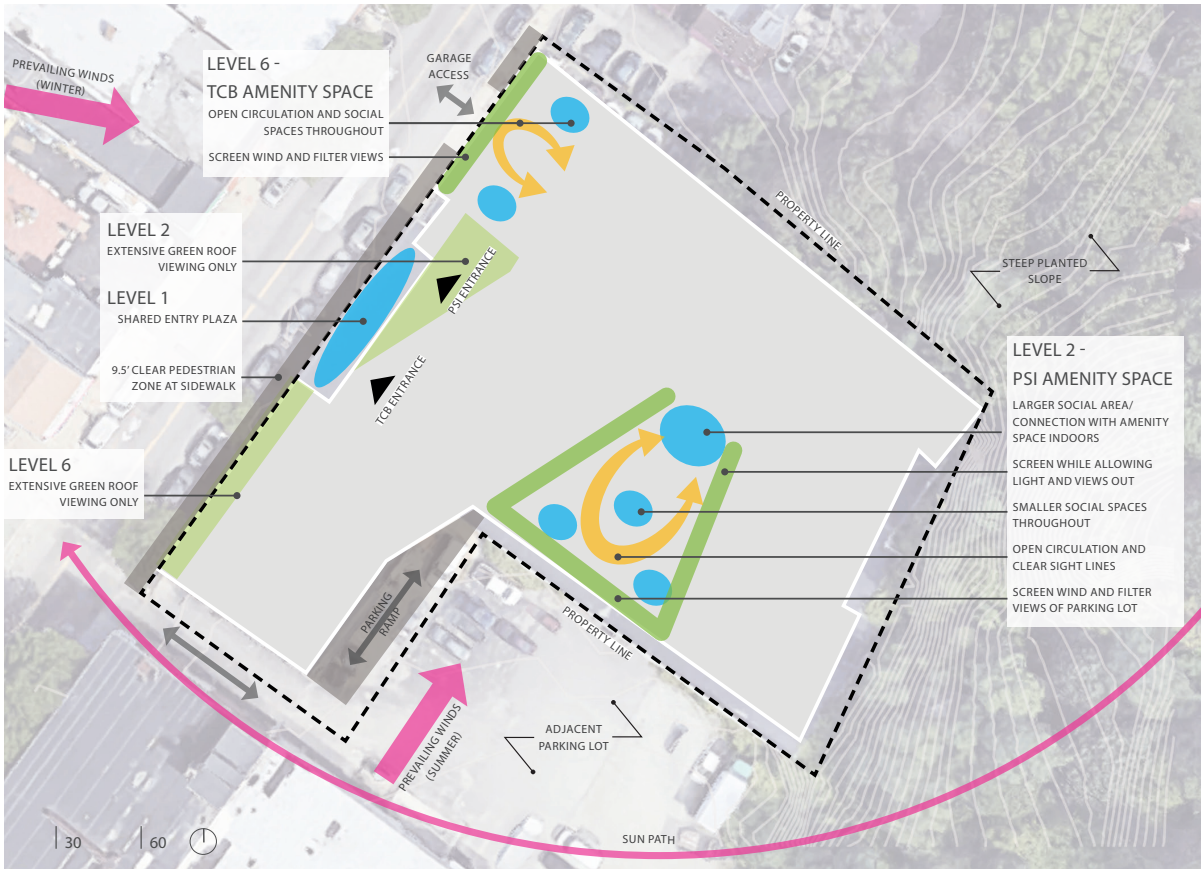 PREVAILING WINDS
(WINTER)
LEVEL 6 -
TCB AMENITY SPACE
OPEN CIRCULATION AND SOCIAL
SPACES THROUGHOUT
SCREEN WIND AND FILTER VIEWS
GARAGE
ACCESS
LEVEL 2
EXTENSIVE GREEN ROOF
VIEWING ONLY
LEVEL 1
SHARED ENTRY PLAZA
9.5’ CLEAR PEDESTRIAN
ZONE AT SIDEWALK
LEVEL 6
EXTENSIVE GREEN ROOF
VIEWING ONLY
PSI ENTRANCE
TCB ENTRANCE
PROPERTY LINE
STEEP PLANTED
SLOPE
LEVEL 2 -
PSI AMENITY SPACE
LARGER SOCIAL AREA/
CONNECTION WITH AMENITY
SPACE INDOORS
SCREEN WHILE ALLOWING
LIGHT AND VIEWS OUT
SMALLER SOCIAL SPACES
THROUGHOUT
OPEN CIRCULATION AND
CLEAR SIGHT LINES
SCREEN WIND AND FILTER
VIEWS OF PARKING LOT
PARKING
RAMP
PROPERTY LINE
PREVAILING WINDS
(SUMMER)
ADJACENT
PARKING LOT
SUN PATH
30
60